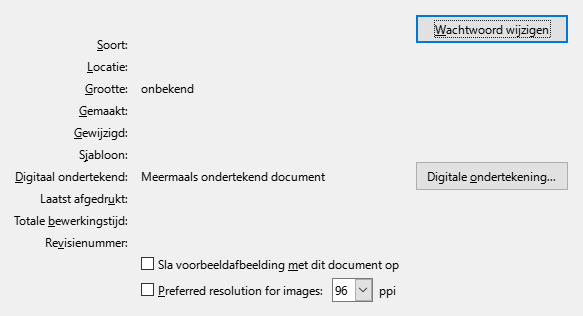 Wachtwoord wijzigen
Soort:
Locatie:
Grootte: onbekend
Gemaakt:
Gewijzigd:
Sjabloon:
Digitaal ondertekend: Meermaals ondertekend document Digitale ondertekening...
Laatst afgedrukt:
Totale bewerkingstijd:
Revisienummer:
Sla voorbeeldafbeelding met dit document op
Preferred resolution for images: 96 ppi